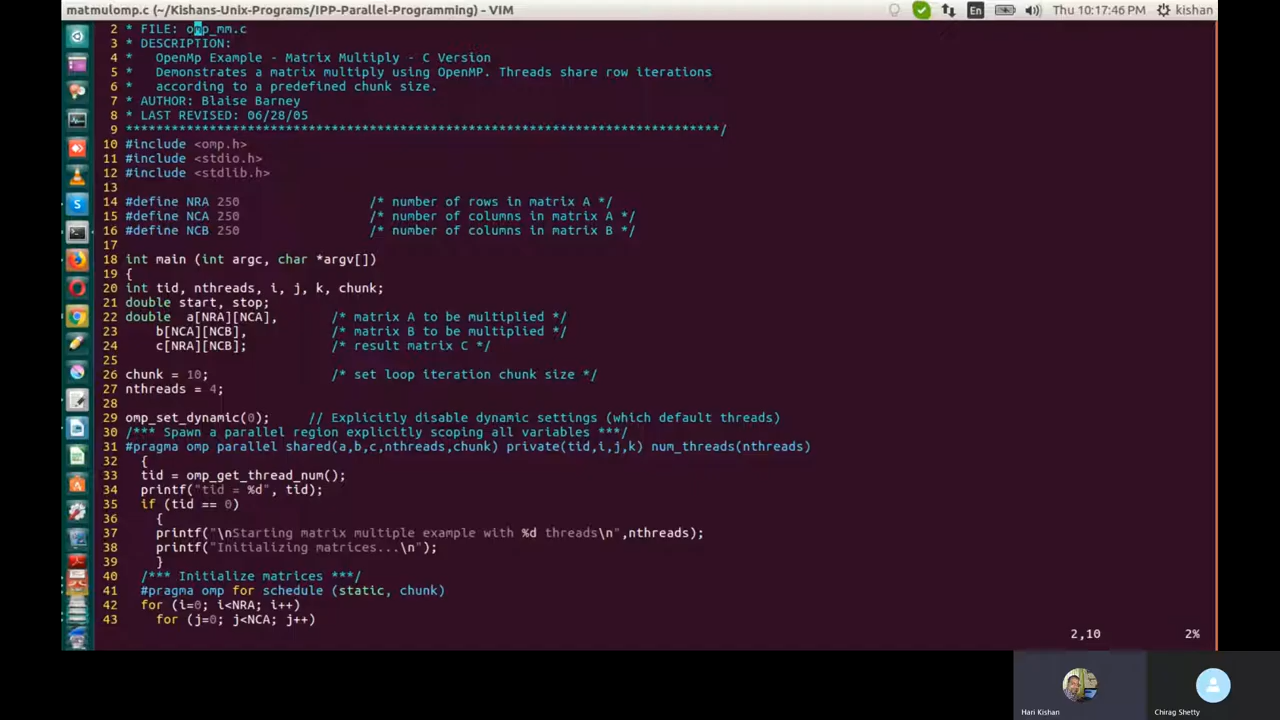 matmulomp.c (~/Kishans-Unix-Programs/IPP-Parallel-Programming) - VIM
En
Thu 10:17:46 PM
kishan
2 * FILE: omp_mm.c
3 * DESCRIPTION:
4 *   OpenMp Example - Matrix Multiply - C Version
5 *   Demonstrates a matrix multiply using OpenMP. Threads share row iterations
6 *   according to a predefined chunk size.
7 * AUTHOR: Blaise Barney
8 * LAST REVISED: 06/28/05
9 ******************************************************************************/
10 #include <omp.h>
11 #include <stdio.h>
12 #include <stdlib.h>
13
14 #define NRA 250                 /* number of rows in matrix A */
15 #define NCA 250                 /* number of columns in matrix A */
16 #define NCB 250                 /* number of columns in matrix B */
17
18 int main (int argc, char *argv[])
19 {
20 int tid, nthreads, i, j, k, chunk;
21 double start, stop;
22 double  a[NRA][NCA],       /* matrix A to be multiplied */
23     b[NCA][NCB],           /* matrix B to be multiplied */
24     c[NRA][NCB];           /* result matrix C */
25
26 chunk = 10;                /* set loop iteration chunk size */
27 nthreads = 4;
28
29 omp_set_dynamic(0);     // Explicitly disable dynamic settings (which default threads)
30 /*** Spawn a parallel region explicitly scoping all variables ***/
31 #pragma omp parallel shared(a,b,c,nthreads,chunk) private(tid,i,j,k) num_threads(nthreads)
32   {
33   tid = omp_get_thread_num();
34   printf("tid = %d", tid);
35   if (tid == 0)
36     {
37     printf("\nStarting matrix multiple example with %d threads\n",nthreads);
38     printf("Initializing matrices...\n");
39     }
40   /*** Initialize matrices ***/
41   #pragma omp for schedule (static, chunk)
42   for (i=0; i<NRA; i++)
43     for (j=0; j<NCA; j++)
2,10
2%
Hari Kishan
Chirag Shetty